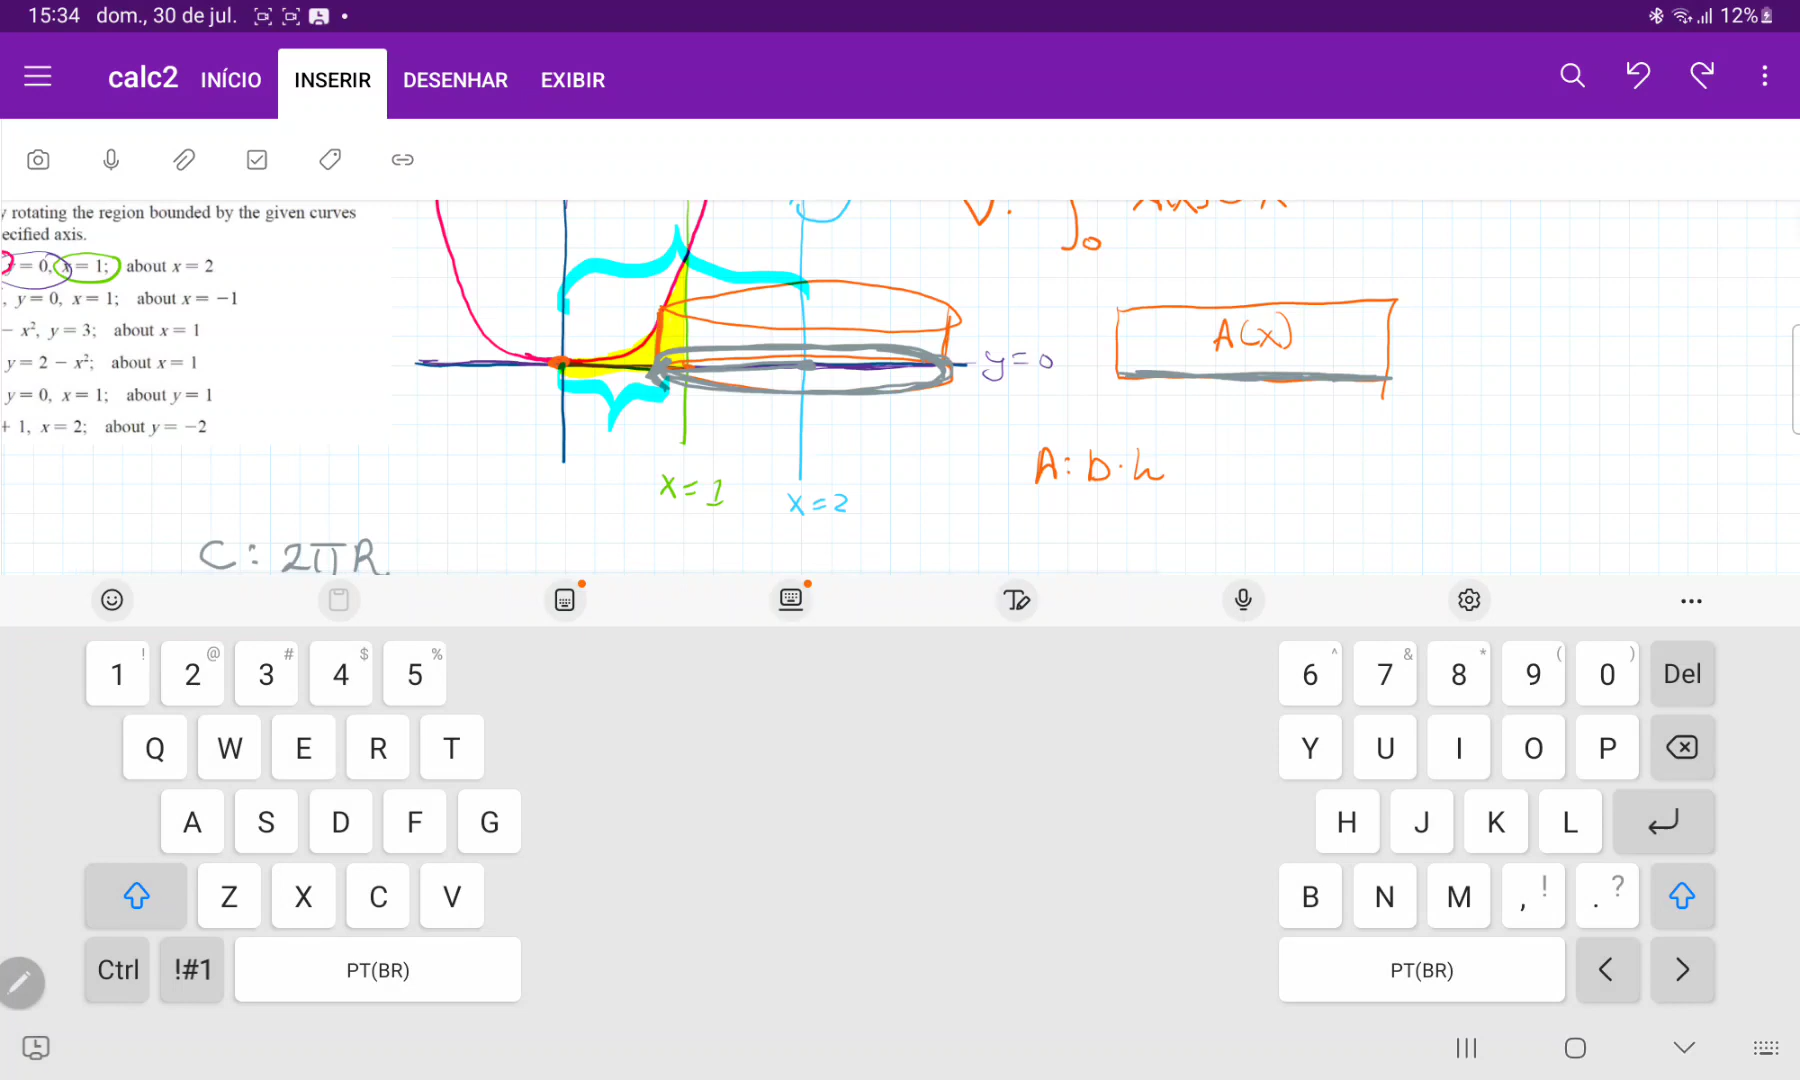 15:34 dom., 30 de jul. 12%
calc2 INÍCIO INSERIR DESENHAR EXIBIR
rotating the region bounded by the given curves
ecified axis.
= 0, x = 1; about x = 2
, y = 0, x = 1; about x = −1
− x², y = 3; about x = 1
y = 2 − x²; about x = 1
y = 0, x = 1; about y = 1
+ 1, x = 2; about y = −2
y = 0
x = 1
x = 2
A(x)
A: b·h
C: 2πR
1 ! 2 @ 3 # 4 $ 5 % 6 ^ 7 & 8 * 9 ( 0 ) Del
Q W E R T Y U I O P
A S D F G H J K L
Z X C V B N M , ! . ?
Ctrl !#1 PT(BR) PT(BR) < >